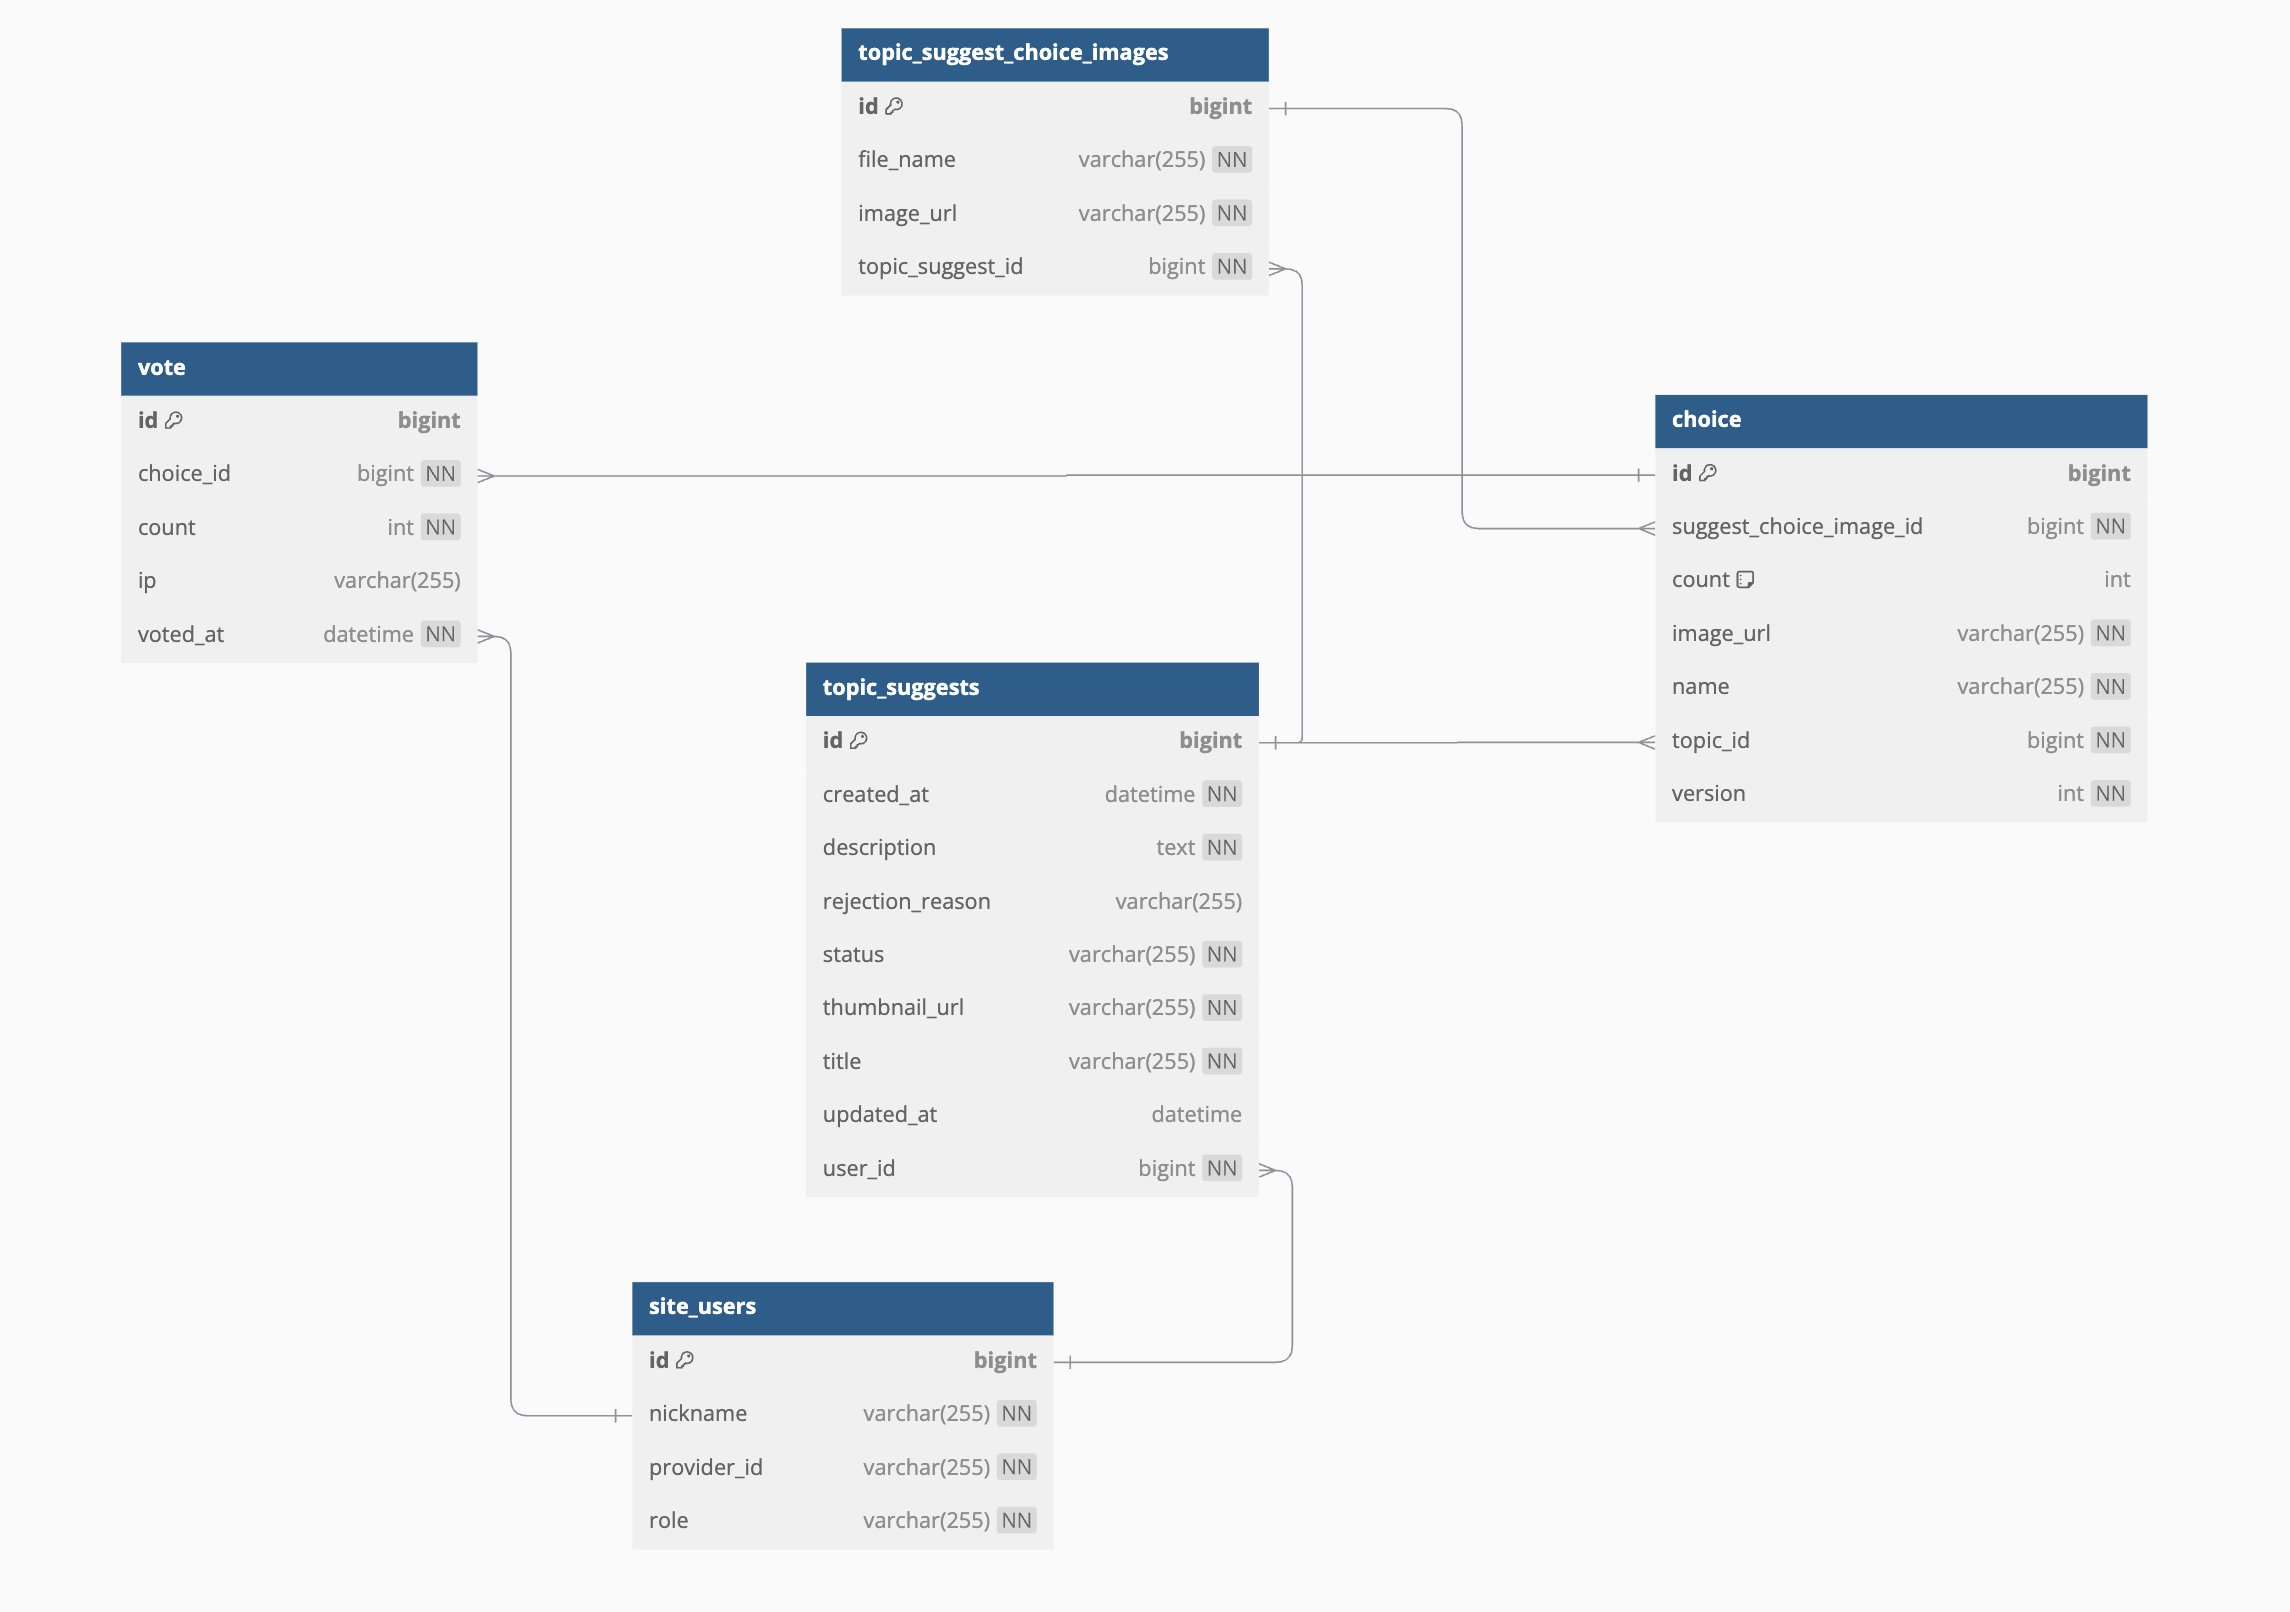 topic_suggest_choice_images
id bigint
file_name varchar(255) NN
image_url varchar(255) NN
topic_suggest_id bigint NN
vote
id bigint
choice_id bigint NN
count int NN
ip varchar(255)
voted_at datetime NN
choice
id bigint
suggest_choice_image_id bigint NN
count int
image_url varchar(255) NN
name varchar(255) NN
topic_id bigint NN
version int NN
topic_suggests
id bigint
created_at datetime NN
description text NN
rejection_reason varchar(255)
status varchar(255) NN
thumbnail_url varchar(255) NN
title varchar(255) NN
updated_at datetime
user_id bigint NN
site_users
id bigint
nickname varchar(255) NN
provider_id varchar(255) NN
role varchar(255) NN